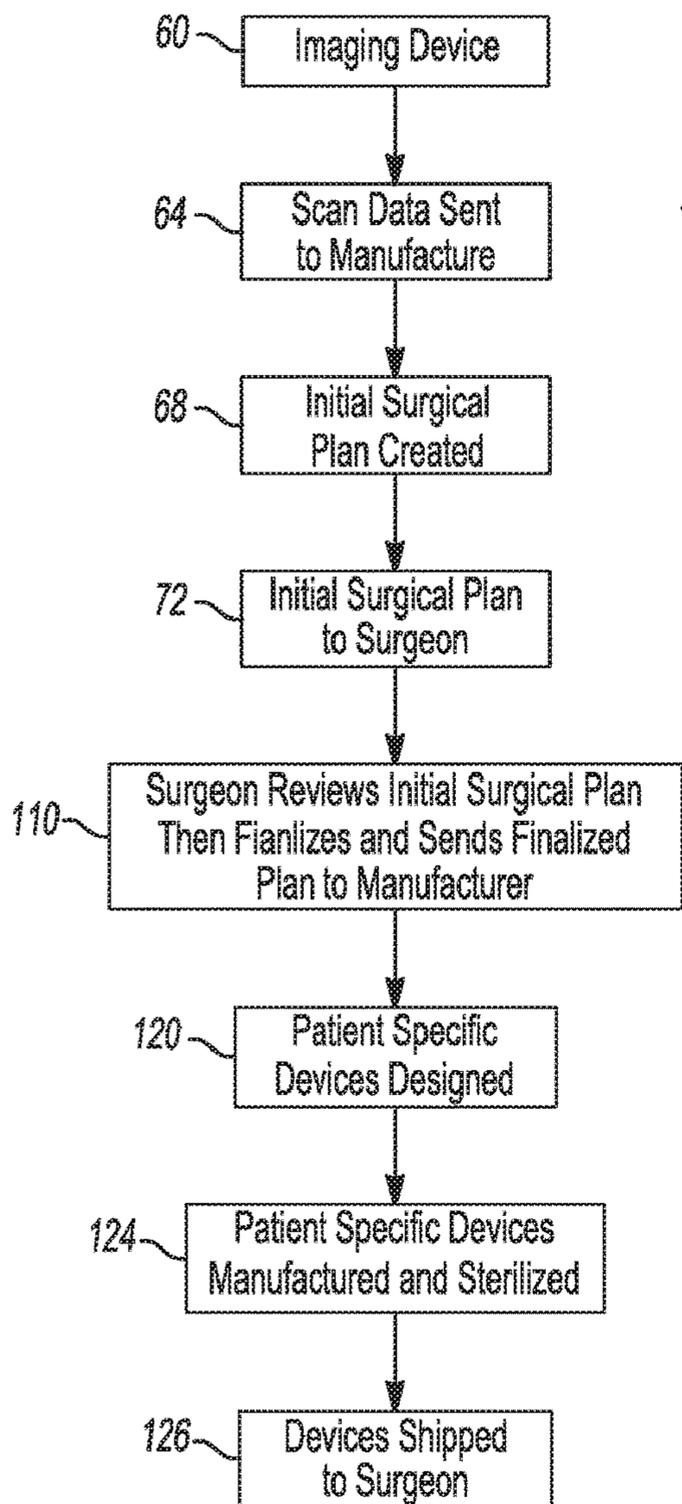 60
Imaging Device
64
Scan Data Sent
to Manufacture
68
Initial Surgical
Plan Created
72
Initial Surgical Plan
to Surgeon
110
Surgeon Reviews Initial Surgical Plan
Then Fianlizes and Sends Finalized
Plan to Manufacturer
120
Patient Specific
Devices Designed
124
Patient Specific Devices
Manufactured and Sterilized
126
Devices Shipped
to Surgeon